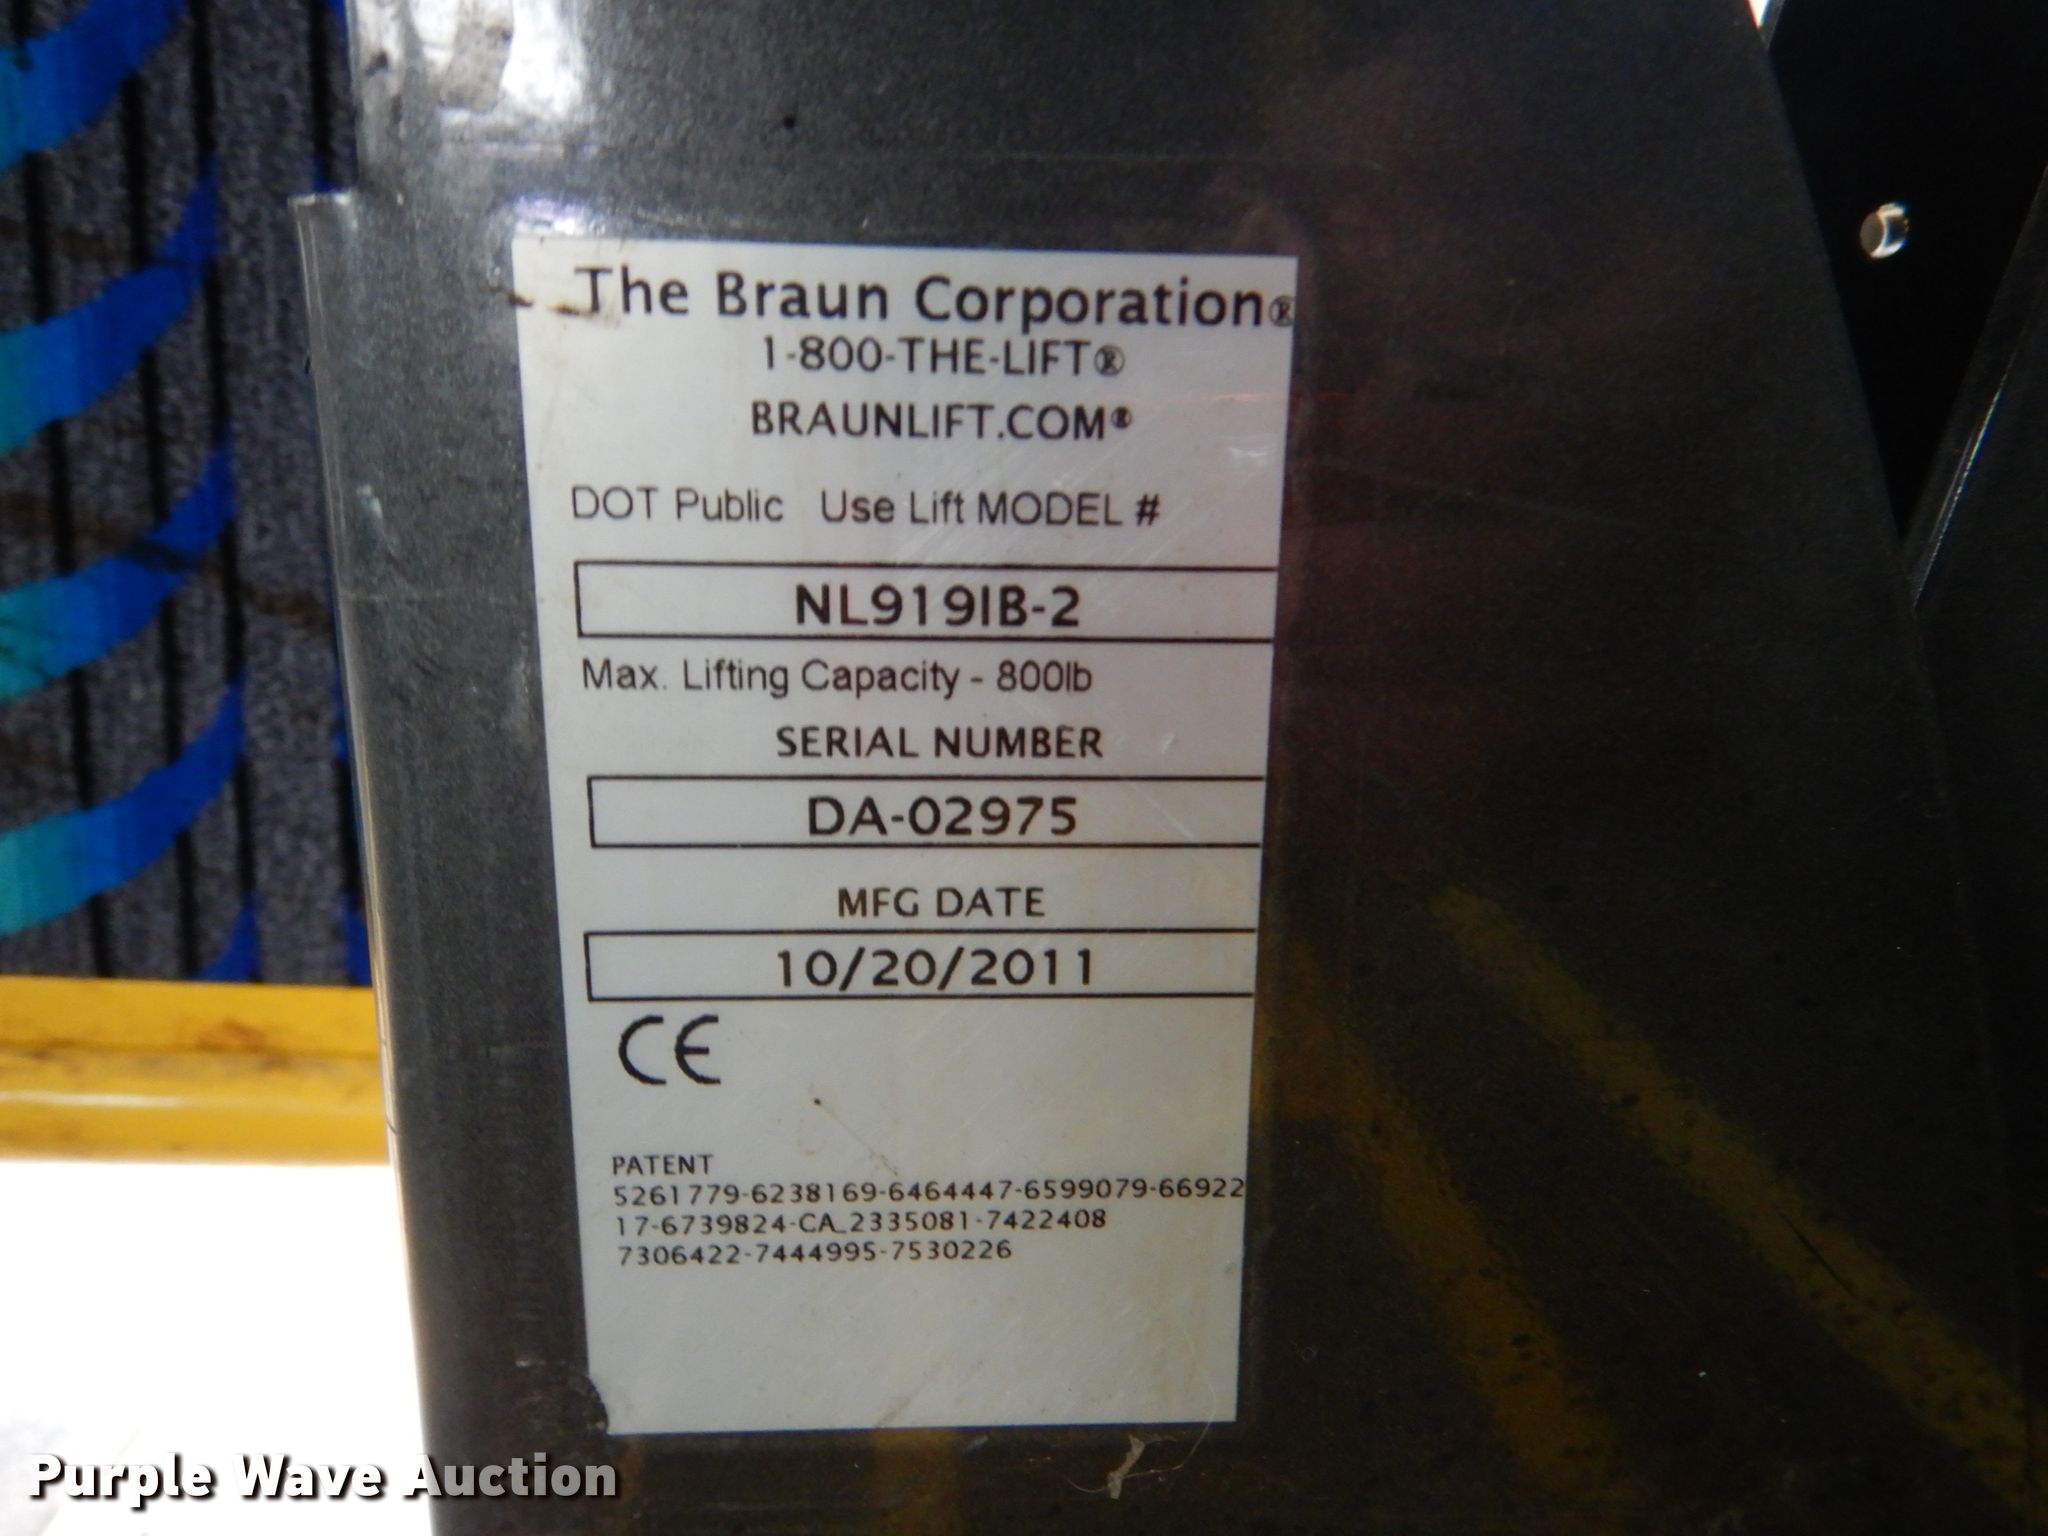 The Braun Corporation®
1-800-THE-LIFT®
BRAUNLIFT.COM®
DOT Public Use Lift MODEL #
NL919IB-2
Max. Lifting Capacity - 800lb
SERIAL NUMBER
DA-02975
MFG DATE
10/20/2011
CE
PATENT
5261779-6238169-6464447-6599079-66922
17-6739824-CA_2335081-7422408
7306422-7444995-7530226
Purple Wave Auction